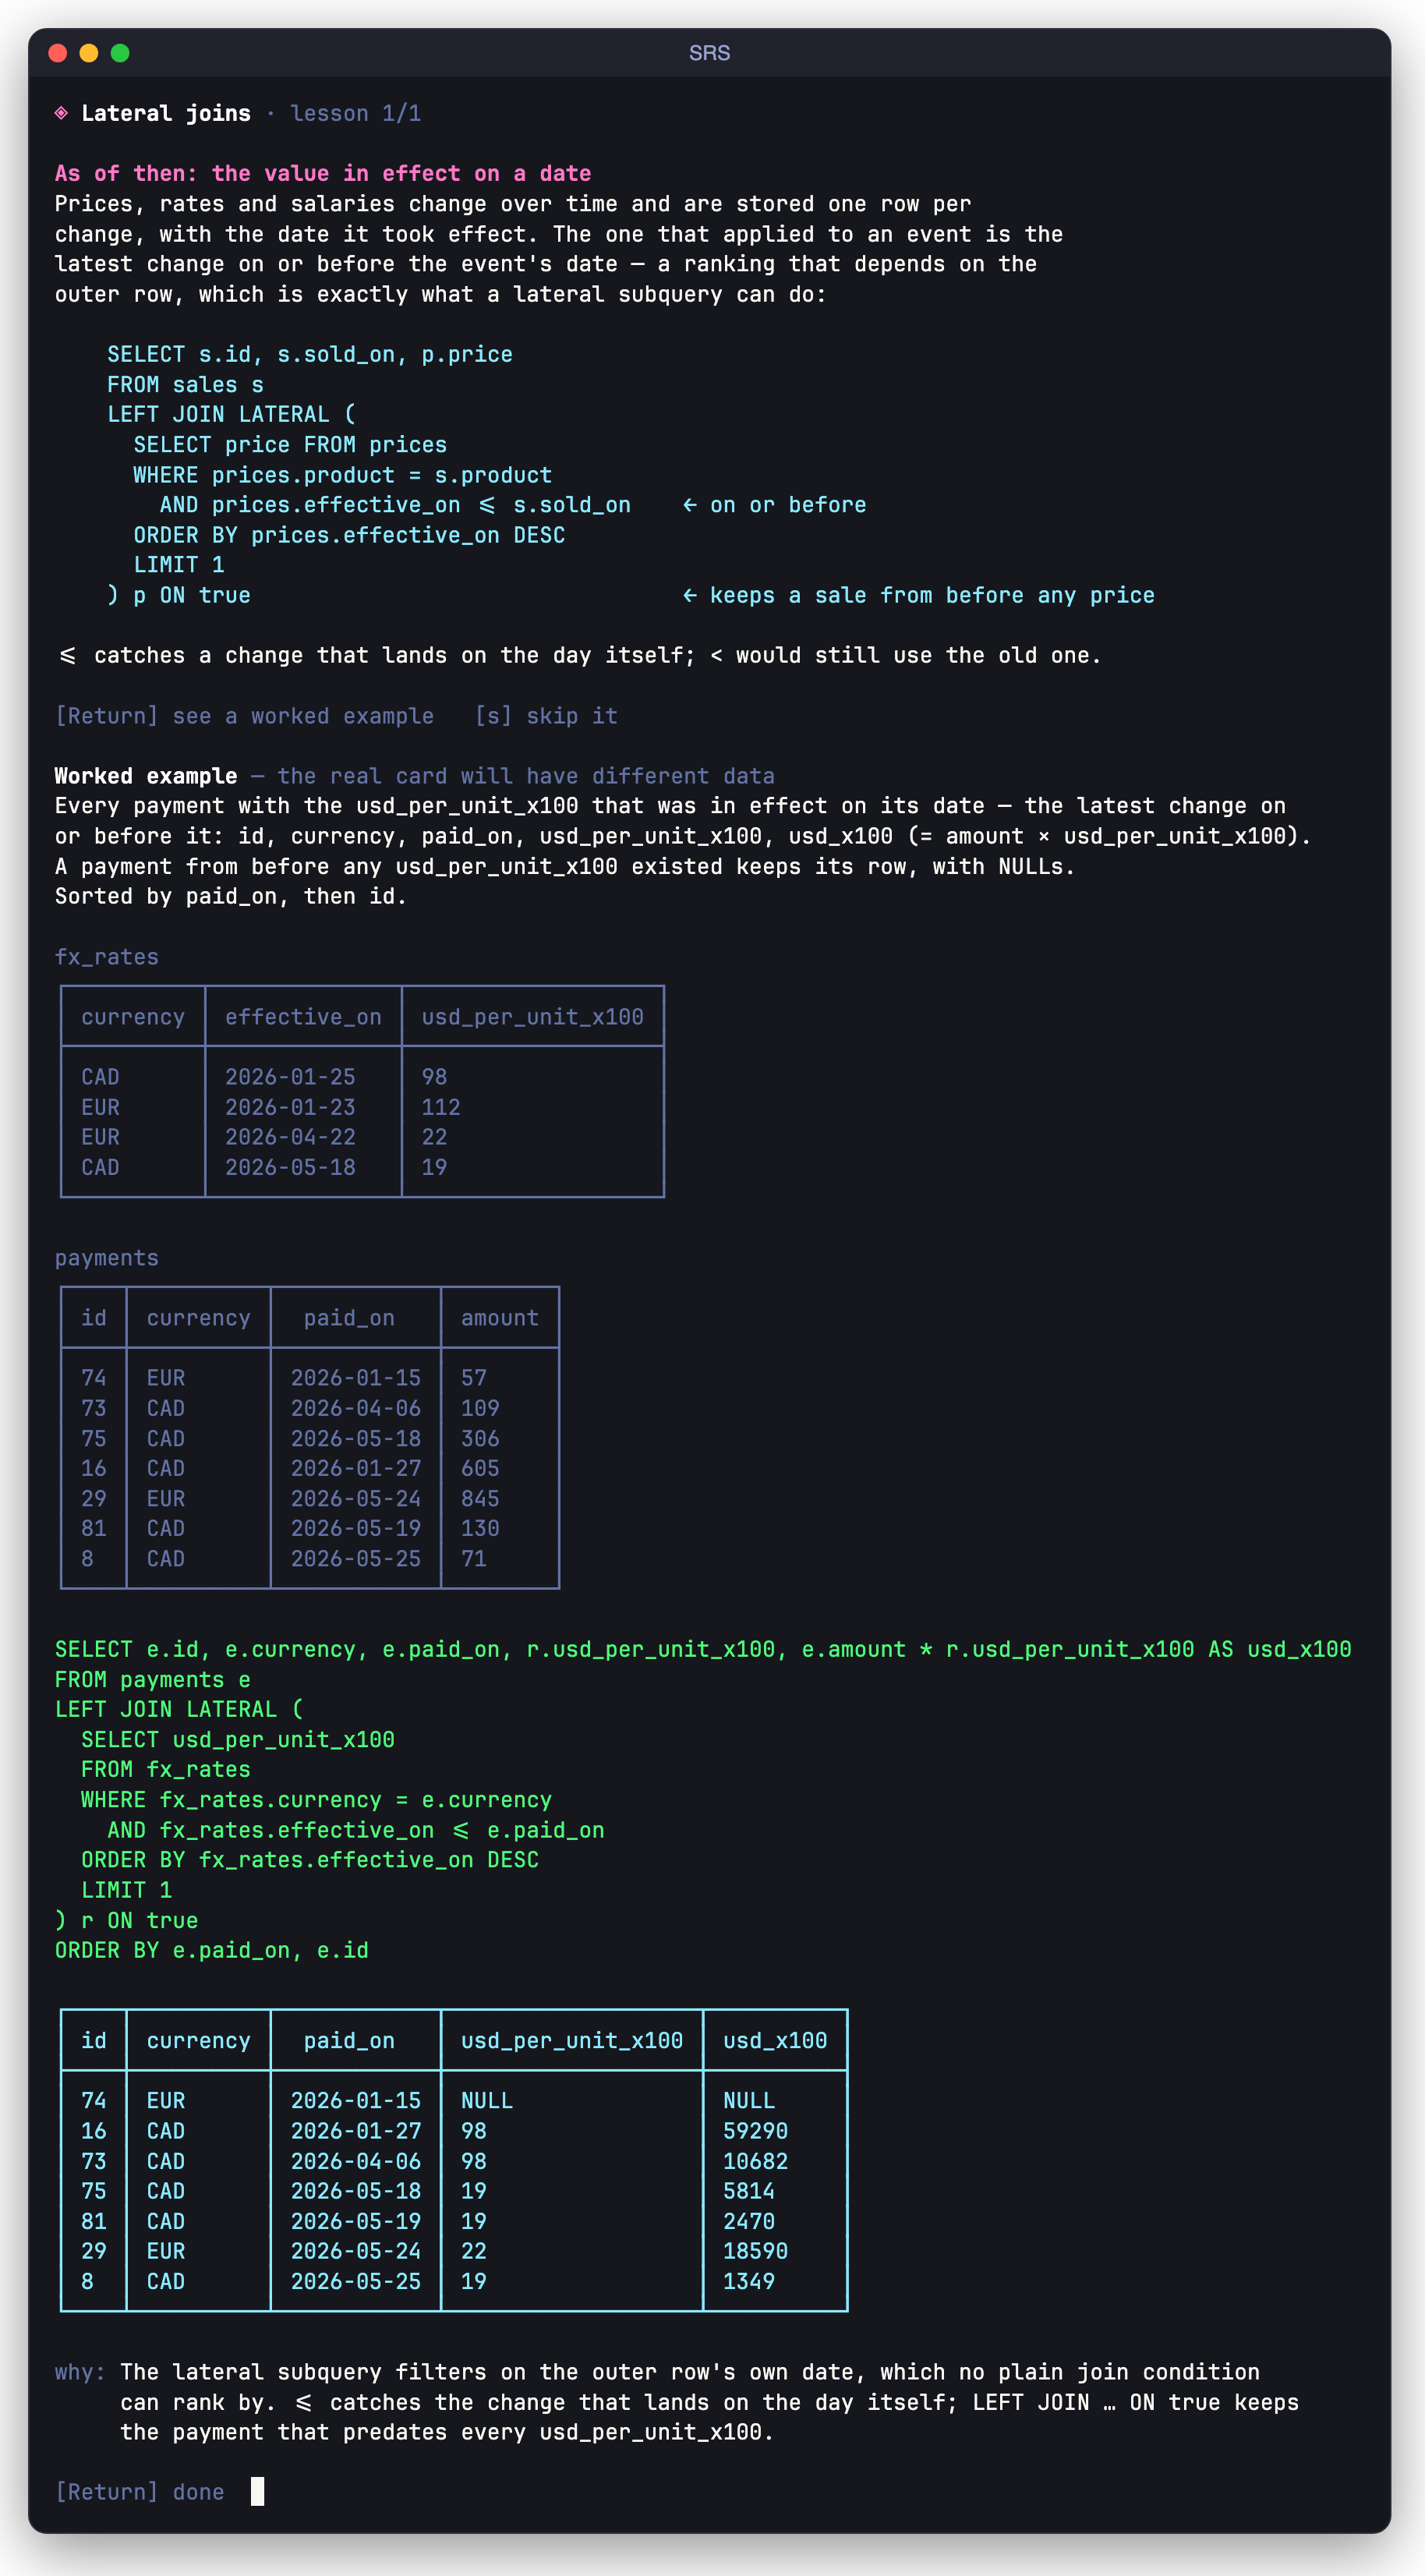 SRS
◈ Lateral joins · lesson 1/1
As of then: the value in effect on a date
Prices, rates and salaries change over time and are stored one row per
change, with the date it took effect. The one that applied to an event is the
latest change on or before the event's date — a ranking that depends on the
outer row, which is exactly what a lateral subquery can do:
SELECT s.id, s.sold_on, p.price
FROM sales s
LEFT JOIN LATERAL (
SELECT price FROM prices
WHERE prices.product = s.product
AND prices.effective_on <= s.sold_on ← on or before
ORDER BY prices.effective_on DESC
LIMIT 1
) p ON true ← keeps a sale from before any price
<= catches a change that lands on the day itself; < would still use the old one.
[Return] see a worked example [s] skip it
Worked example — the real card will have different data
Every payment with the usd_per_unit_x100 that was in effect on its date — the latest change on
or before it: id, currency, paid_on, usd_per_unit_x100, usd_x100 (= amount × usd_per_unit_x100).
A payment from before any usd_per_unit_x100 existed keeps its row, with NULLs.
Sorted by paid_on, then id.
fx_rates
currency effective_on usd_per_unit_x100
CAD 2026-01-25 98
EUR 2026-01-23 112
EUR 2026-04-22 22
CAD 2026-05-18 19
payments
id currency paid_on amount
74 EUR 2026-01-15 57
73 CAD 2026-04-06 109
75 CAD 2026-05-18 306
16 CAD 2026-01-27 605
29 EUR 2026-05-24 845
81 CAD 2026-05-19 130
8 CAD 2026-05-25 71
SELECT e.id, e.currency, e.paid_on, r.usd_per_unit_x100, e.amount * r.usd_per_unit_x100 AS usd_x100
FROM payments e
LEFT JOIN LATERAL (
SELECT usd_per_unit_x100
FROM fx_rates
WHERE fx_rates.currency = e.currency
AND fx_rates.effective_on <= e.paid_on
ORDER BY fx_rates.effective_on DESC
LIMIT 1
) r ON true
ORDER BY e.paid_on, e.id
id currency paid_on usd_per_unit_x100 usd_x100
74 EUR 2026-01-15 NULL NULL
16 CAD 2026-01-27 98 59290
73 CAD 2026-04-06 98 10682
75 CAD 2026-05-18 19 5814
81 CAD 2026-05-19 19 2470
29 EUR 2026-05-24 22 18590
8 CAD 2026-05-25 19 1349
why: The lateral subquery filters on the outer row's own date, which no plain join condition
can rank by. <= catches the change that lands on the day itself; LEFT JOIN … ON true keeps
the payment that predates every usd_per_unit_x100.
[Return] done